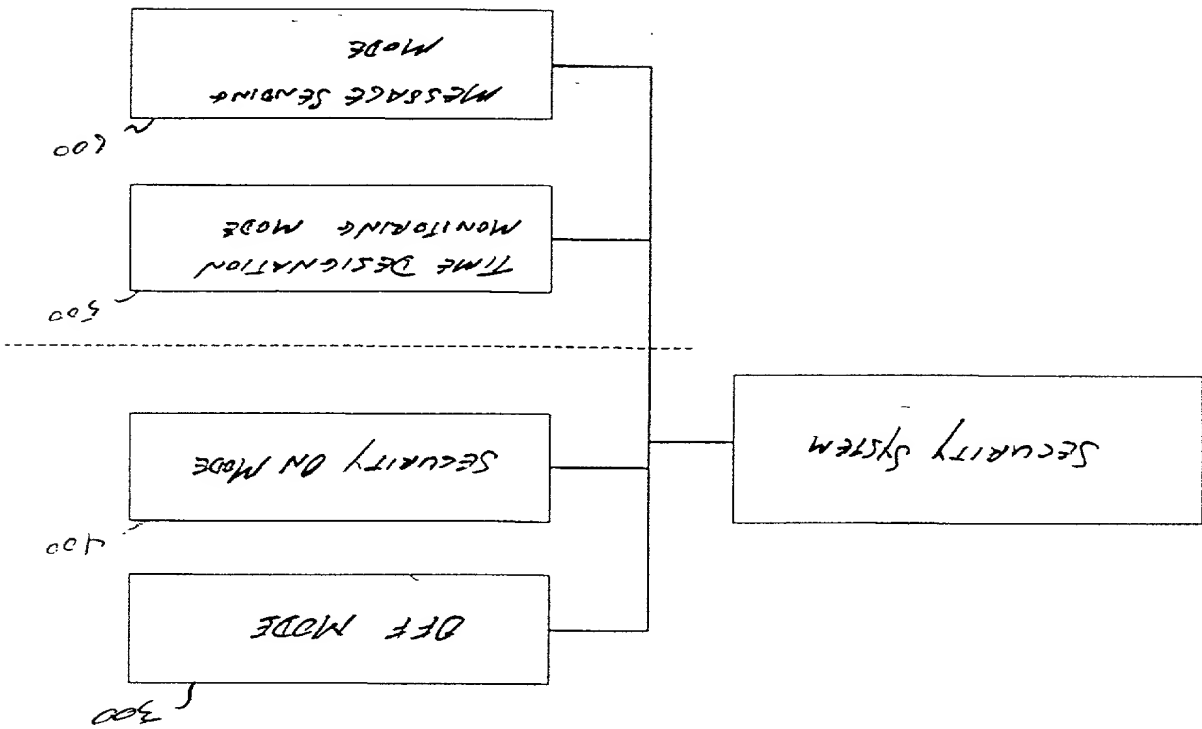 300
OFF MODE
400
SECURITY ON MODE
SECURITY SYSTEM
500
TIME DESIGNATION
MONITORING MODE
600
MESSAGE SENDING
MODE